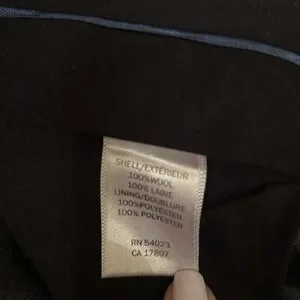 SHELL/EXTÉRIEUR
100%WOOL
100% LAINE
LINING/DOUBLURE
100%POLYESTER
100% POLYESTER
RN 54023
CA 17897